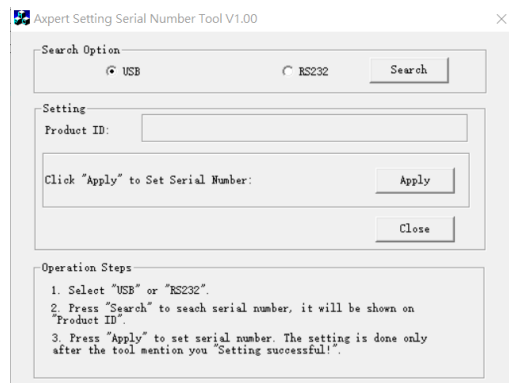 Axpert Setting Serial Number Tool V1.00
Search Option
USB
RS232
Search
Setting
Product ID:
Click "Apply" to Set Serial Number:
Apply
Close
Operation Steps
1. Select "USB" or "RS232".
2. Press "Search" to seach serial number, it will be shown on
"Product ID".
3. Press "Apply" to set serial number. The setting is done only
after the tool mention you "Setting successful!".